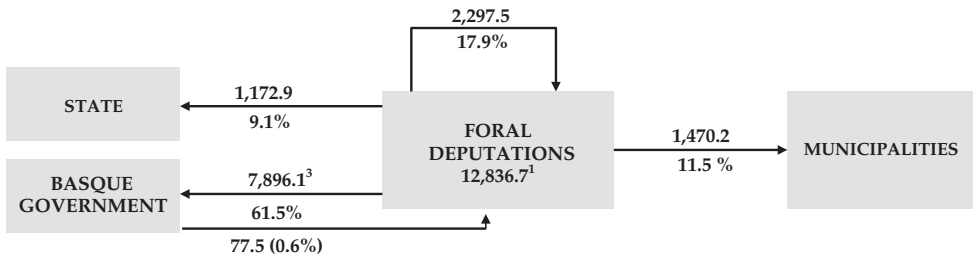 2,297.5
17.9%
STATE
1,172.9
9.1%
FORAL
DEPUTATIONS
12,836.7¹
1,470.2
11.5 %
MUNICIPALITIES
BASQUE
GOVERNMENT
7,896.1³
61.5%
77.5 (0.6%)